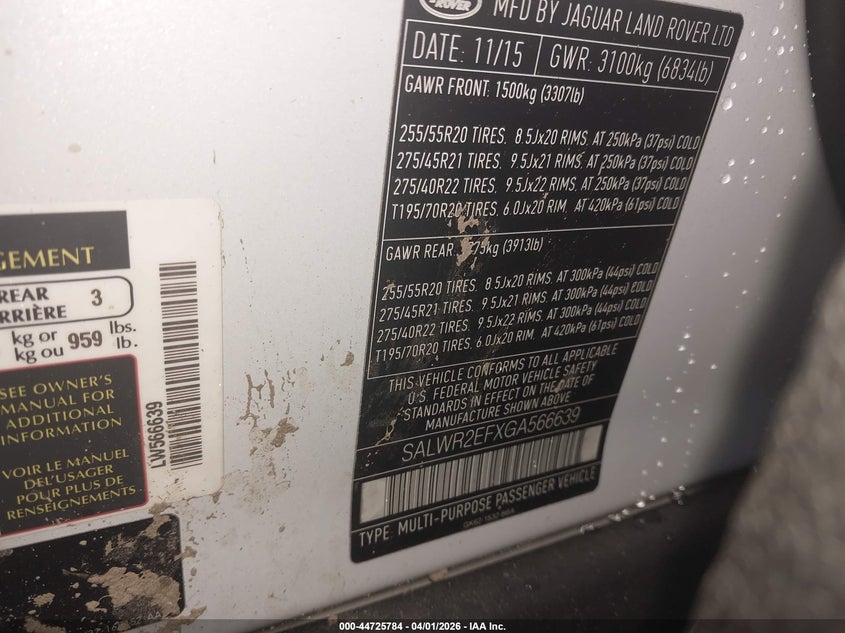 ROVER
MFD BY JAGUAR LAND ROVER LTD
DATE: 11/15 GWR: 3100kg (6834lb)
GAWR FRONT: 1500kg (3307lb)
255/55R20 TIRES. 8.5Jx20 RIMS. AT 250kPa (37psi) COLD
275/45R21 TIRES. 9.5Jx21 RIMS. AT 250kPa (37psi) COLD
275/40R22 TIRES. 9.5Jx22 RIMS. AT 250kPa (37psi) COLD
T195/70R20 TIRES. 6.0Jx20 RIM. AT 420kPa (61psi) COLD
GAWR REAR: (3913lb)
255/55R20 TIRES. 8.5Jx20 RIMS. AT 300kPa (44psi) COLD
275/45R21 TIRES. 9.5Jx21 RIMS. AT 300kPa (44psi) COLD
275/40R22 TIRES. 9.5Jx22 RIMS. AT 300kPa (44psi) COLD
T195/70R20 TIRES. 6.0Jx20 RIM. AT 420kPa (61psi) COLD
THIS VEHICLE CONFORMS TO ALL APPLICABLE
U.S. FEDERAL MOTOR VEHICLE SAFETY
STANDARDS IN EFFECT ON THE DATE OF
MANUFACTURE SHOWN ABOVE
SALWR2EFXGA566639
TYPE: MULTI-PURPOSE PASSENGER VEHICLE
GEMENT
REAR 3
RRIÈRE
kg or 959 lbs.
kg ou lb.
SEE OWNER'S
MANUAL FOR
ADDITIONAL
INFORMATION
VOIR LE MANUEL
DEL'USAGER
POUR PLUS DE
RENSEIGNEMENTS
LW566639
000-44725784 - 04/01/2026 - IAA Inc.